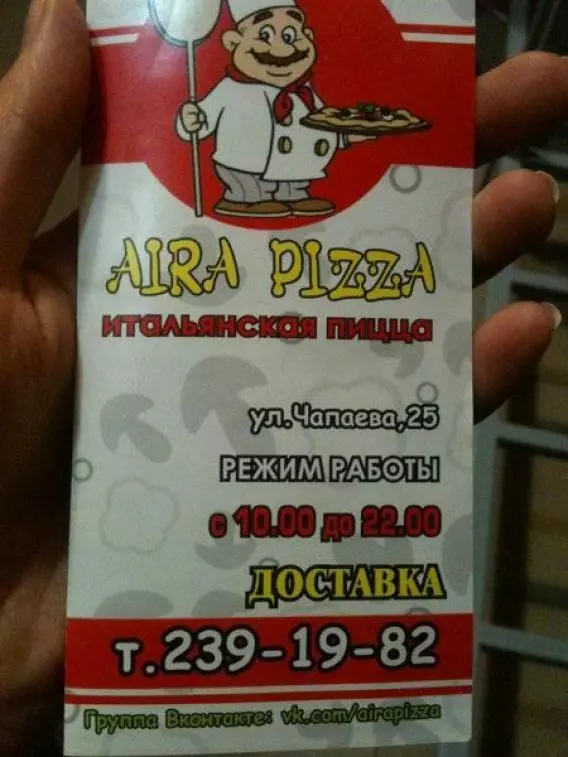 AIRA PIZZA
итальянская пицца
ул.Чапаева,25
РЕЖИМ РАБОТЫ
с 10.00 до 22.00
ДОСТАВКА
т.239-19-82
Группа Вконтакте: vk.com/airapizza